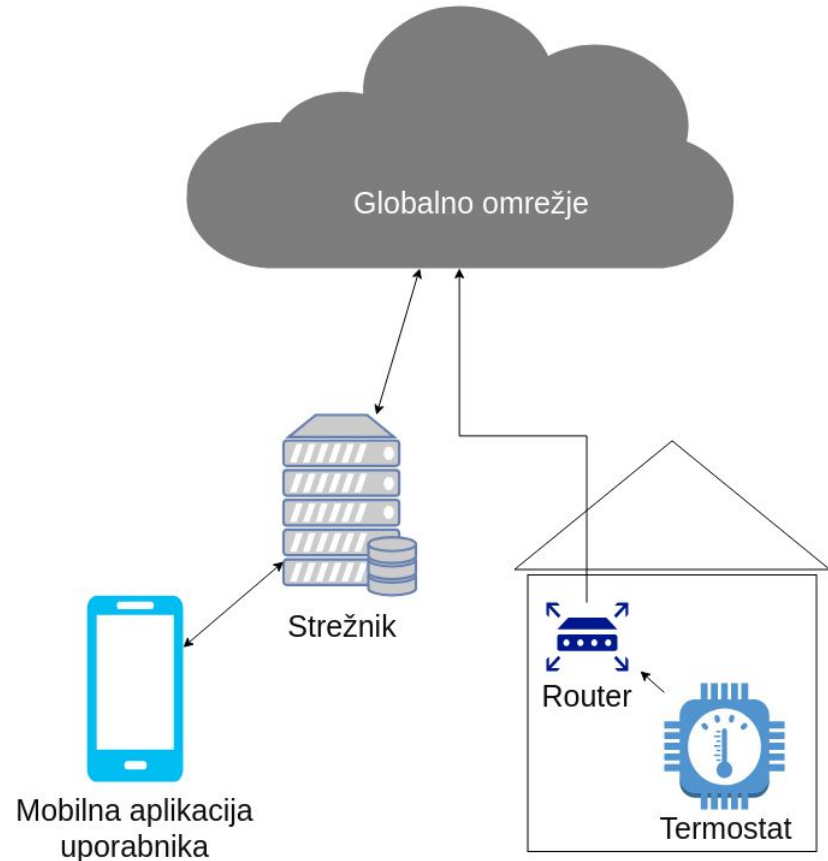 Globalno omrežje
Strežnik
Router
Mobilna aplikacija
uporabnika
Termostat